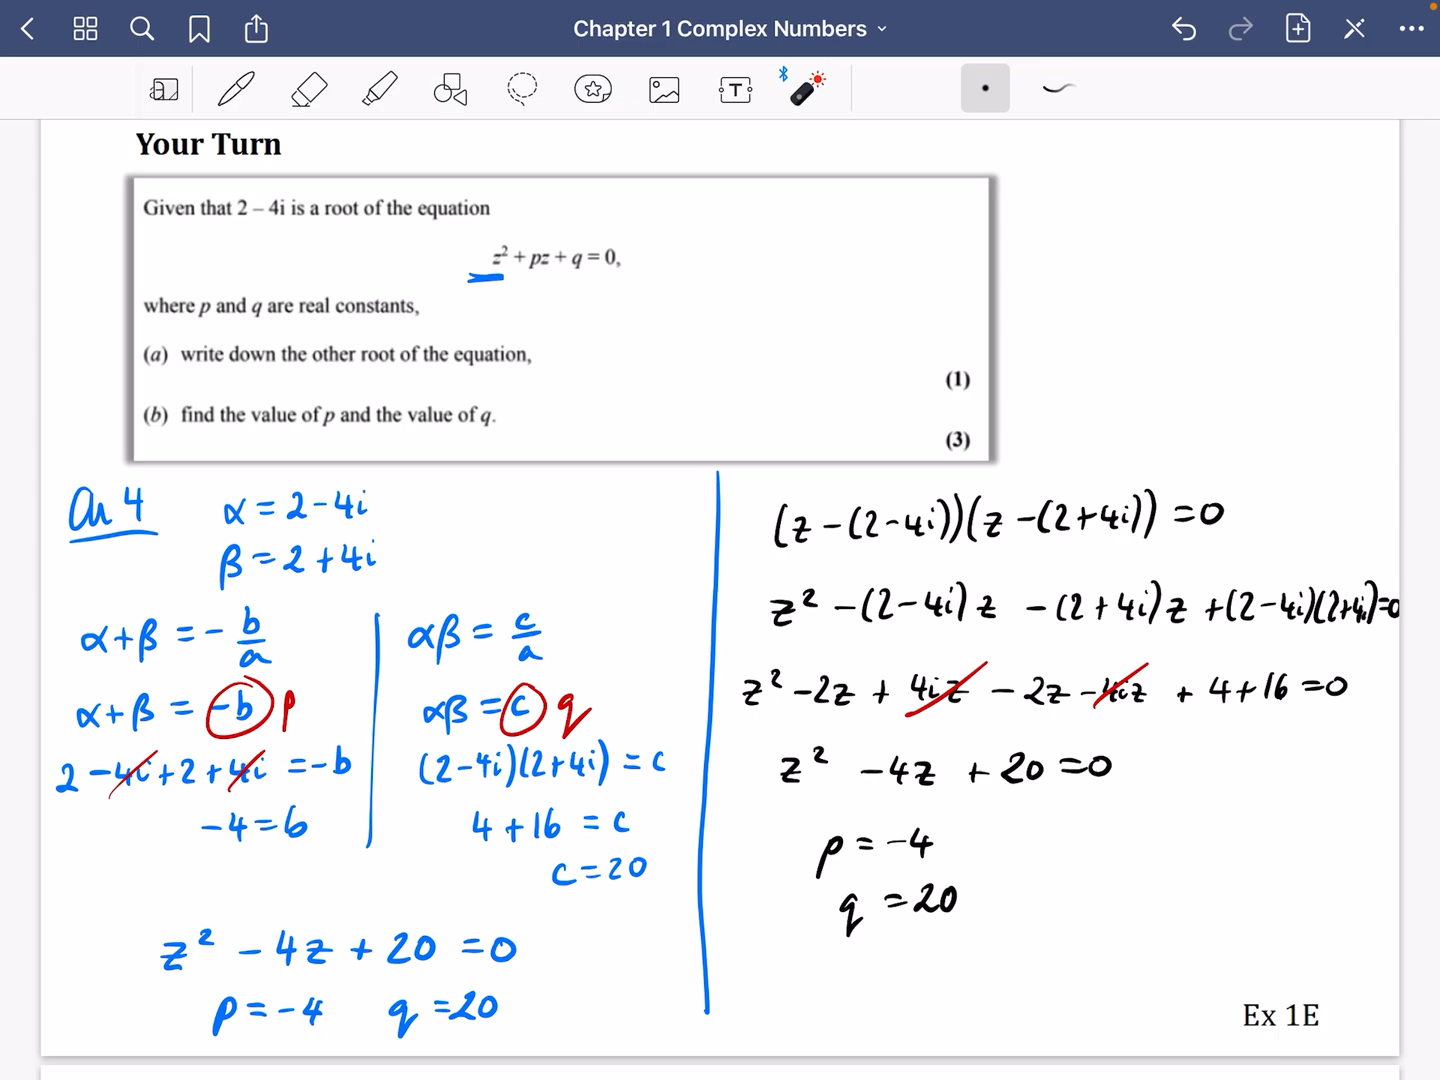 Chapter 1 Complex Numbers
Your Turn
Given that 2 – 4i is a root of the equation
z² + pz + q = 0,
where p and q are real constants,
(a) write down the other root of the equation,
(1)
(b) find the value of p and the value of q.
(3)
Ch 4
α = 2 - 4i
β = 2 + 4i
α + β = - b/a
α + β = -b p
2 - 4i + 2 + 4i = -b
-4 = b
αβ = c/a
αβ = c q
(2-4i)(2+4i) = c
4 + 16 = c
c = 20
z² - 4z + 20 = 0
p = -4 q = 20
(z - (2-4i))(z - (2+4i)) = 0
z² - (2-4i)z - (2+4i)z + (2-4i)(2+4i) = 0
z² - 2z + 4iz - 2z - 4iz + 4 + 16 = 0
z² - 4z + 20 = 0
p = -4
q = 20
Ex 1E